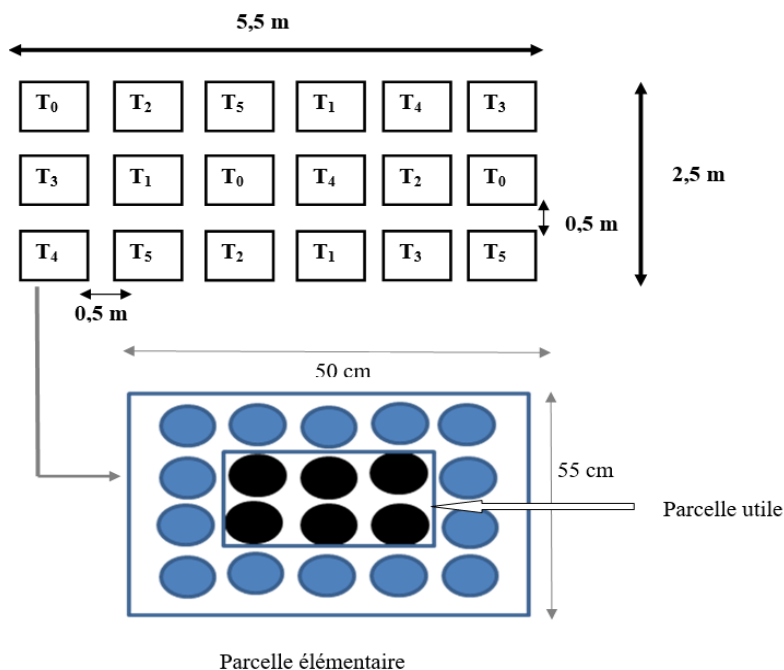 5,5 m
T₀ T₂ T₅ T₁ T₄ T₃
T₃ T₁ T₀ T₄ T₂ T₀
2,5 m
0,5 m
T₄ T₅ T₂ T₁ T₃ T₅
0,5 m
50 cm
55 cm
Parcelle utile
Parcelle élémentaire